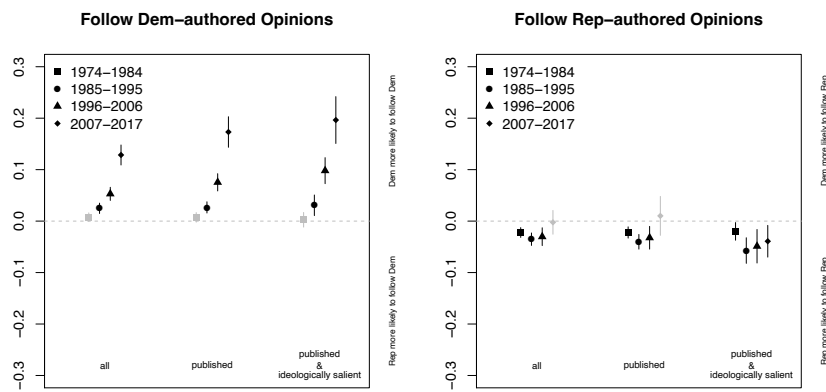 Follow Dem−authored Opinions
0.3
0.2
0.1
0.0
−0.1
−0.2
−0.3
1974−1984
1985−1995
1996−2006
2007−2017
all
published
published
&
ideologically salient
Dem more likely to follow Dem
Rep more likely to follow Dem
Follow Rep−authored Opinions
0.3
0.2
0.1
0.0
−0.1
−0.2
−0.3
1974−1984
1985−1995
1996−2006
2007−2017
all
published
published
&
ideologically salient
Dem more likely to follow Rep
Rep more likely to follow Rep